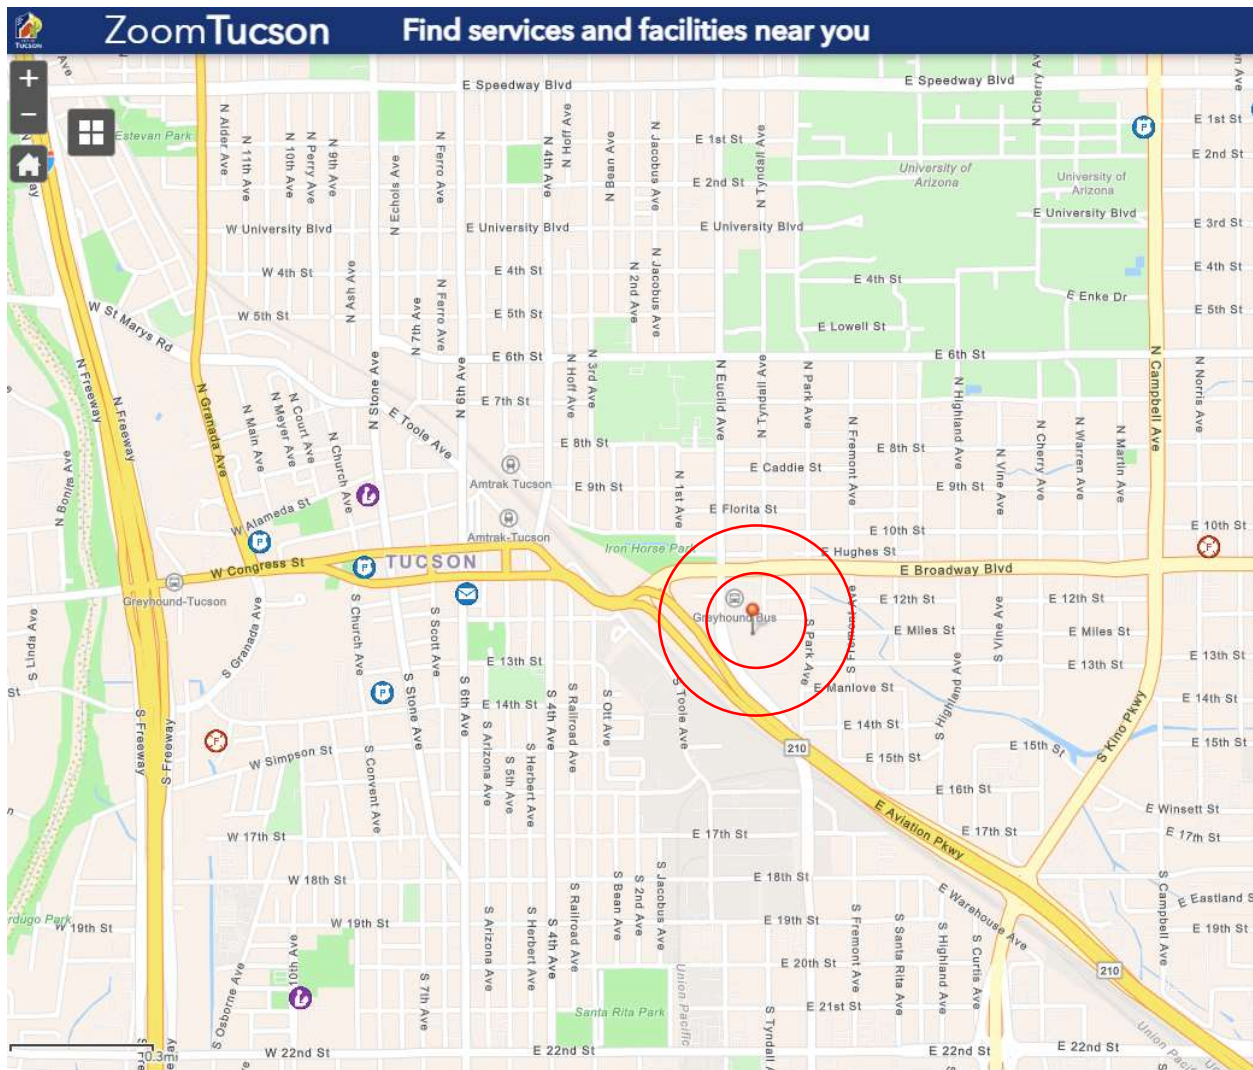 TUCSON
ZoomTucson
Find services and facilities near you
+
−
E Speedway Blvd
E Speedway Blvd
Estevan Park
N Alder Ave
N 11th Ave
N 10th Ave
N Perry Ave
N 9th Ave
N Echols Ave
N Ferro Ave
N 4th Ave
N Hoff Ave
N Bean Ave
N Jacobus Ave
E 1st St
N Tyndall Ave
N Cherry Av
P
E 1st St
E 2nd St
University of
Arizona
University of
Arizona
E 2nd St
W University Blvd
E University Blvd
E University Blvd
E University Blvd
E 3rd St
W 4th St
N Ash Ave
E 4th St
N 2nd Ave
N Jacobus Ave
E 4th St
E 4th St
E Enke Dr
W St Marys Rd
W 5th St
N 7th Ave
N Ferro Ave
E 5th St
E Lowell St
E 5th St
N Freeway
N Freeway
N Granada Ave
N Stone Ave
N 6th Ave
E 6th St
E 6th St
N Hoff Ave
N 3rd Ave
N Euclid Ave
N Tyndall Ave
N Park Ave
N Highland Ave
N Campbell Ave
N Norris Ave
E 7th St
N Main Ave
N Meyer Ave
N Court Ave
N Church Ave
E Toole Ave
E 8th St
N Fremont Ave
E 8th St
N Vine Ave
N Cherry Ave
N Warren Ave
N Martin Ave
N Bonita Ave
Amtrak Tucson
E 9th St
N 1st Ave
E Caddie St
E 9th St
W Alameda St
E Florita St
P
Amtrak-Tucson
E 10th St
E 10th St
Iron Horse Park
E Hughes St
F
W Congress St
P
TUCSON
E Broadway Blvd
Greyhound-Tucson
Greyhound Bus
E 12th St
E 12th St
S Linda Ave
S Granada Ave
S Church Ave
S Scott Ave
S Park Ave
S Fremont Ave
E Miles St
S Vine Ave
E Miles St
E 13th St
E 13th St
E 13th St
St
P
S Stone Ave
S 6th Ave
E 14th St
S 4th Ave
S Railroad Ave
S Ott Ave
S Toole Ave
E Manlove St
S Highland Ave
E 14th St
S Freeway
S Freeway
F
W Simpson St
S Convent Ave
S Arizona Ave
S 5th Ave
S Herbert Ave
E 14th St
210
E 15th St
E 15th St
S Kino Pkwy
E 15th St
E 16th St
E Winsett St
W 17th St
E 17th St
E Aviation Pkwy
E 17th St
E 17th St
W 18th St
S Railroad Ave
S Bean Ave
S 2nd Ave
S Jacobus Ave
E 18th St
E Warehouse Ave
S Campbell Ave
E Eastland S
rdugo Park
W 19th St
W 19th St
S Arizona Ave
S Herbert Ave
S 4th Ave
E 19th St
S Fremont Ave
S Santa Rita Ave
S Highland Ave
S Curtis Ave
E 19th St
S Osborne Ave
10th Ave
S 7th Ave
Union Pacific
E 20th St
210
Santa Rita Park
S Tyndall A
E 21st St
Union Pacif
0.3mi
W 22nd St
E 22nd St
E 22nd St
E 22nd St